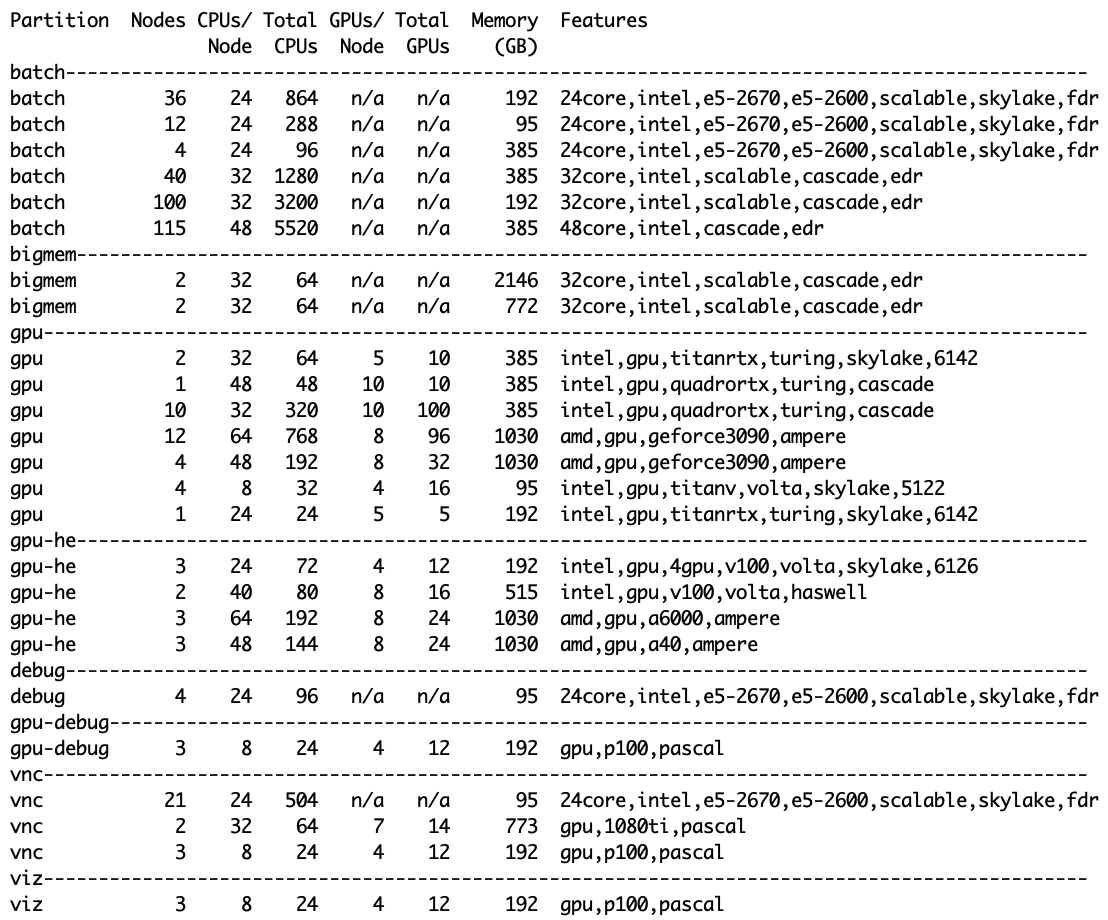 Partition  Nodes CPUs/ Total GPUs/ Total  Memory  Features
                  Node  CPUs  Node  GPUs    (GB)
batch---------------------------------------------------------------------------------------------
batch         36    24   864   n/a   n/a     192  24core,intel,e5-2670,e5-2600,scalable,skylake,fdr
batch         12    24   288   n/a   n/a      95  24core,intel,e5-2670,e5-2600,scalable,skylake,fdr
batch          4    24    96   n/a   n/a     385  24core,intel,e5-2670,e5-2600,scalable,skylake,fdr
batch         40    32  1280   n/a   n/a     385  32core,intel,scalable,cascade,edr
batch        100    32  3200   n/a   n/a     192  32core,intel,scalable,cascade,edr
batch        115    48  5520   n/a   n/a     385  48core,intel,cascade,edr
bigmem--------------------------------------------------------------------------------------------
bigmem         2    32    64   n/a   n/a    2146  32core,intel,scalable,cascade,edr
bigmem         2    32    64   n/a   n/a     772  32core,intel,scalable,cascade,edr
gpu-----------------------------------------------------------------------------------------------
gpu            2    32    64     5    10     385  intel,gpu,titanrtx,turing,skylake,6142
gpu            1    48    48    10    10     385  intel,gpu,quadrortx,turing,cascade
gpu           10    32   320    10   100     385  intel,gpu,quadrortx,turing,cascade
gpu           12    64   768     8    96    1030  amd,gpu,geforce3090,ampere
gpu            4    48   192     8    32    1030  amd,gpu,geforce3090,ampere
gpu            4     8    32     4    16      95  intel,gpu,titanv,volta,skylake,5122
gpu            1    24    24     5     5     192  intel,gpu,titanrtx,turing,skylake,6142
gpu-he--------------------------------------------------------------------------------------------
gpu-he         3    24    72     4    12     192  intel,gpu,4gpu,v100,volta,skylake,6126
gpu-he         2    40    80     8    16     515  intel,gpu,v100,volta,haswell
gpu-he         3    64   192     8    24    1030  amd,gpu,a6000,ampere
gpu-he         3    48   144     8    24    1030  amd,gpu,a40,ampere
debug---------------------------------------------------------------------------------------------
debug          4    24    96   n/a   n/a      95  24core,intel,e5-2670,e5-2600,scalable,skylake,fdr
gpu-debug-----------------------------------------------------------------------------------------
gpu-debug      3     8    24     4    12     192  gpu,p100,pascal
vnc-----------------------------------------------------------------------------------------------
vnc           21    24   504   n/a   n/a      95  24core,intel,e5-2670,e5-2600,scalable,skylake,fdr
vnc            2    32    64     7    14     773  gpu,1080ti,pascal
vnc            3     8    24     4    12     192  gpu,p100,pascal
viz-----------------------------------------------------------------------------------------------
viz            3     8    24     4    12     192  gpu,p100,pascal